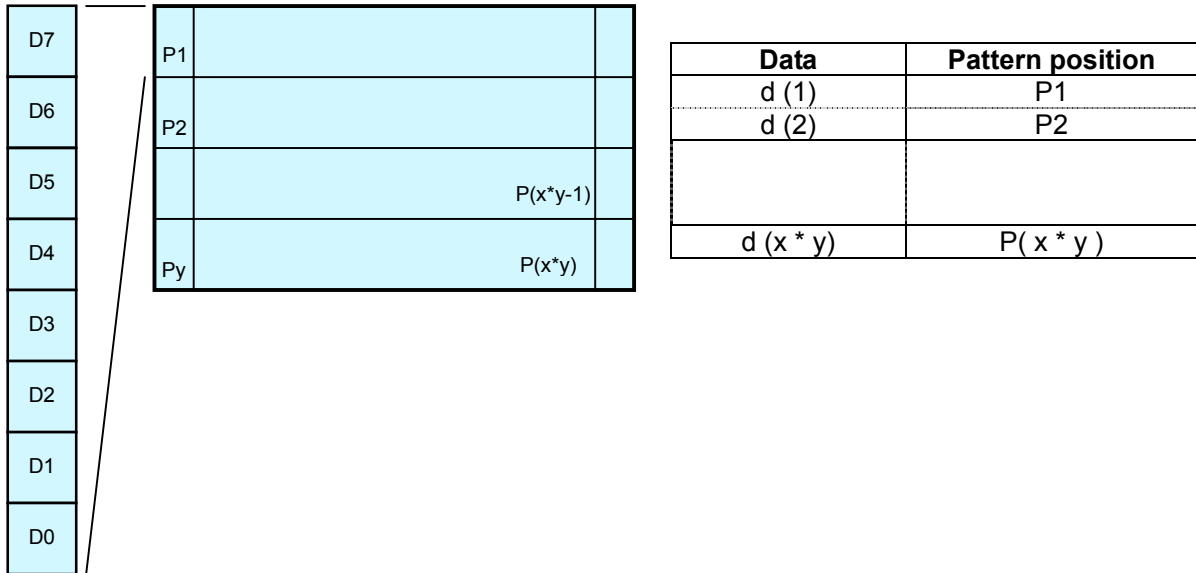 D7
D6
D5
D4
D3
D2
D1
D0
P1
P2
P(x*y-1)
Py P(x*y)
Data Pattern position
d (1) P1
d (2) P2
d (x * y) P( x * y )